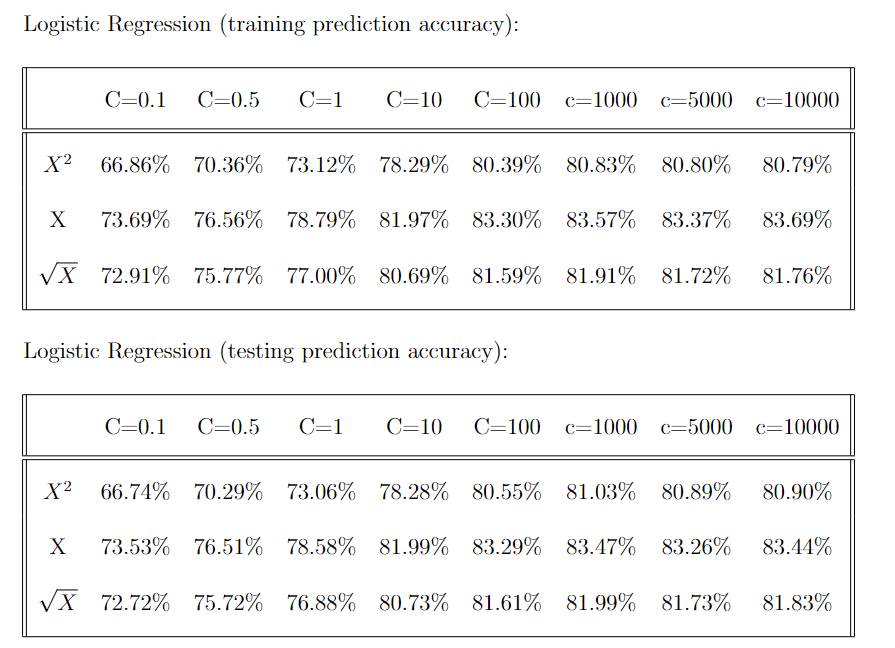 Logistic Regression (training prediction accuracy):
C=0.1 C=0.5 C=1 C=10 C=100 c=1000 c=5000 c=10000
X² 66.86% 70.36% 73.12% 78.29% 80.39% 80.83% 80.80% 80.79%
X 73.69% 76.56% 78.79% 81.97% 83.30% 83.57% 83.37% 83.69%
√X 72.91% 75.77% 77.00% 80.69% 81.59% 81.91% 81.72% 81.76%
Logistic Regression (testing prediction accuracy):
C=0.1 C=0.5 C=1 C=10 C=100 c=1000 c=5000 c=10000
X² 66.74% 70.29% 73.06% 78.28% 80.55% 81.03% 80.89% 80.90%
X 73.53% 76.51% 78.58% 81.99% 83.29% 83.47% 83.26% 83.44%
√X 72.72% 75.72% 76.88% 80.73% 81.61% 81.99% 81.73% 81.83%